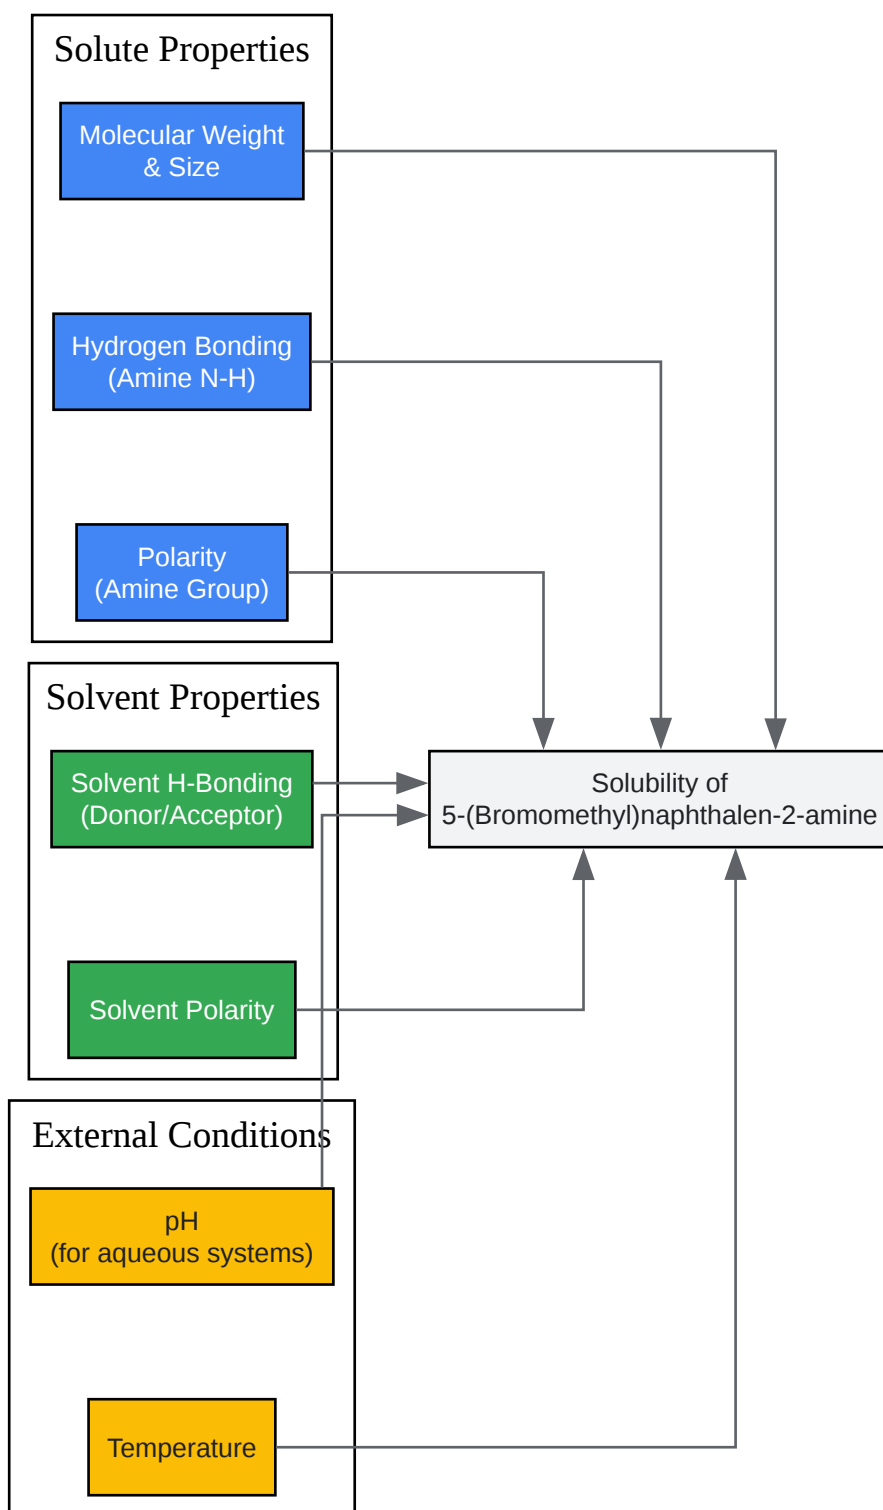 Solute Properties
Molecular Weight
& Size
Hydrogen Bonding
(Amine N-H)
Polarity
(Amine Group)
Solvent Properties
Solvent H-Bonding
(Donor/Acceptor)
Solubility of
5-(Bromomethyl)naphthalen-2-amine
Solvent Polarity
External Conditions
pH
(for aqueous systems)
Temperature